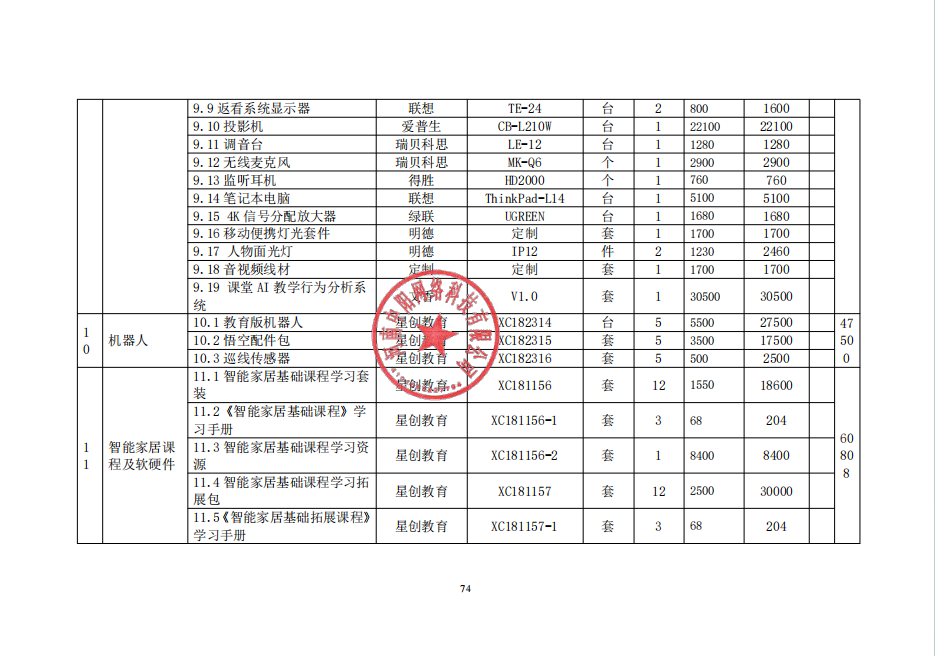 9.9 返看系统显示器 联想 TE-24 台 2 800 1600
9.10 投影机 爱普生 CB-L210W 台 1 22100 22100
9.11 调音台 瑞贝科思 LE-12 台 1 1280 1280
9.12 无线麦克风 瑞贝科思 MK-Q6 个 1 2900 2900
9.13 监听耳机 得胜 HD2000 个 1 760 760
9.14 笔记本电脑 联想 ThinkPad-L14 台 1 5100 5100
9.15 4K 信号分配放大器 绿联 UGREEN 台 1 1680 1680
9.16 移动便携灯光套件 明德 定制 套 1 1700 1700
9.17 人物面光灯 明德 IP12 件 2 1230 2460
9.18 音视频线材 定制 定制 套 1 1700 1700
9.19 课堂 AI 教学行为分析系
统 V1.0 套 1 30500 30500
10 机器人 10.1 教育版机器人 星创教育 XC182314 台 5 5500 27500 47500
10.2 悟空配件包 星创教育 XC182315 套 5 3500 17500
10.3 巡线传感器 星创教育 XC182316 套 5 500 2500
11 智能家居课
程及软硬件 11.1 智能家居基础课程学习套
装 星创教育 XC181156 套 12 1550 18600 60808
11.2《智能家居基础课程》学
习手册 星创教育 XC181156-1 套 3 68 204
11.3 智能家居基础课程学习资
源 星创教育 XC181156-2 套 1 8400 8400
11.4 智能家居基础课程学习拓
展包 星创教育 XC181157 套 12 2500 30000
11.5《智能家居基础拓展课程》
学习手册 星创教育 XC181157-1 套 3 68 204
网络科技有限公司
74